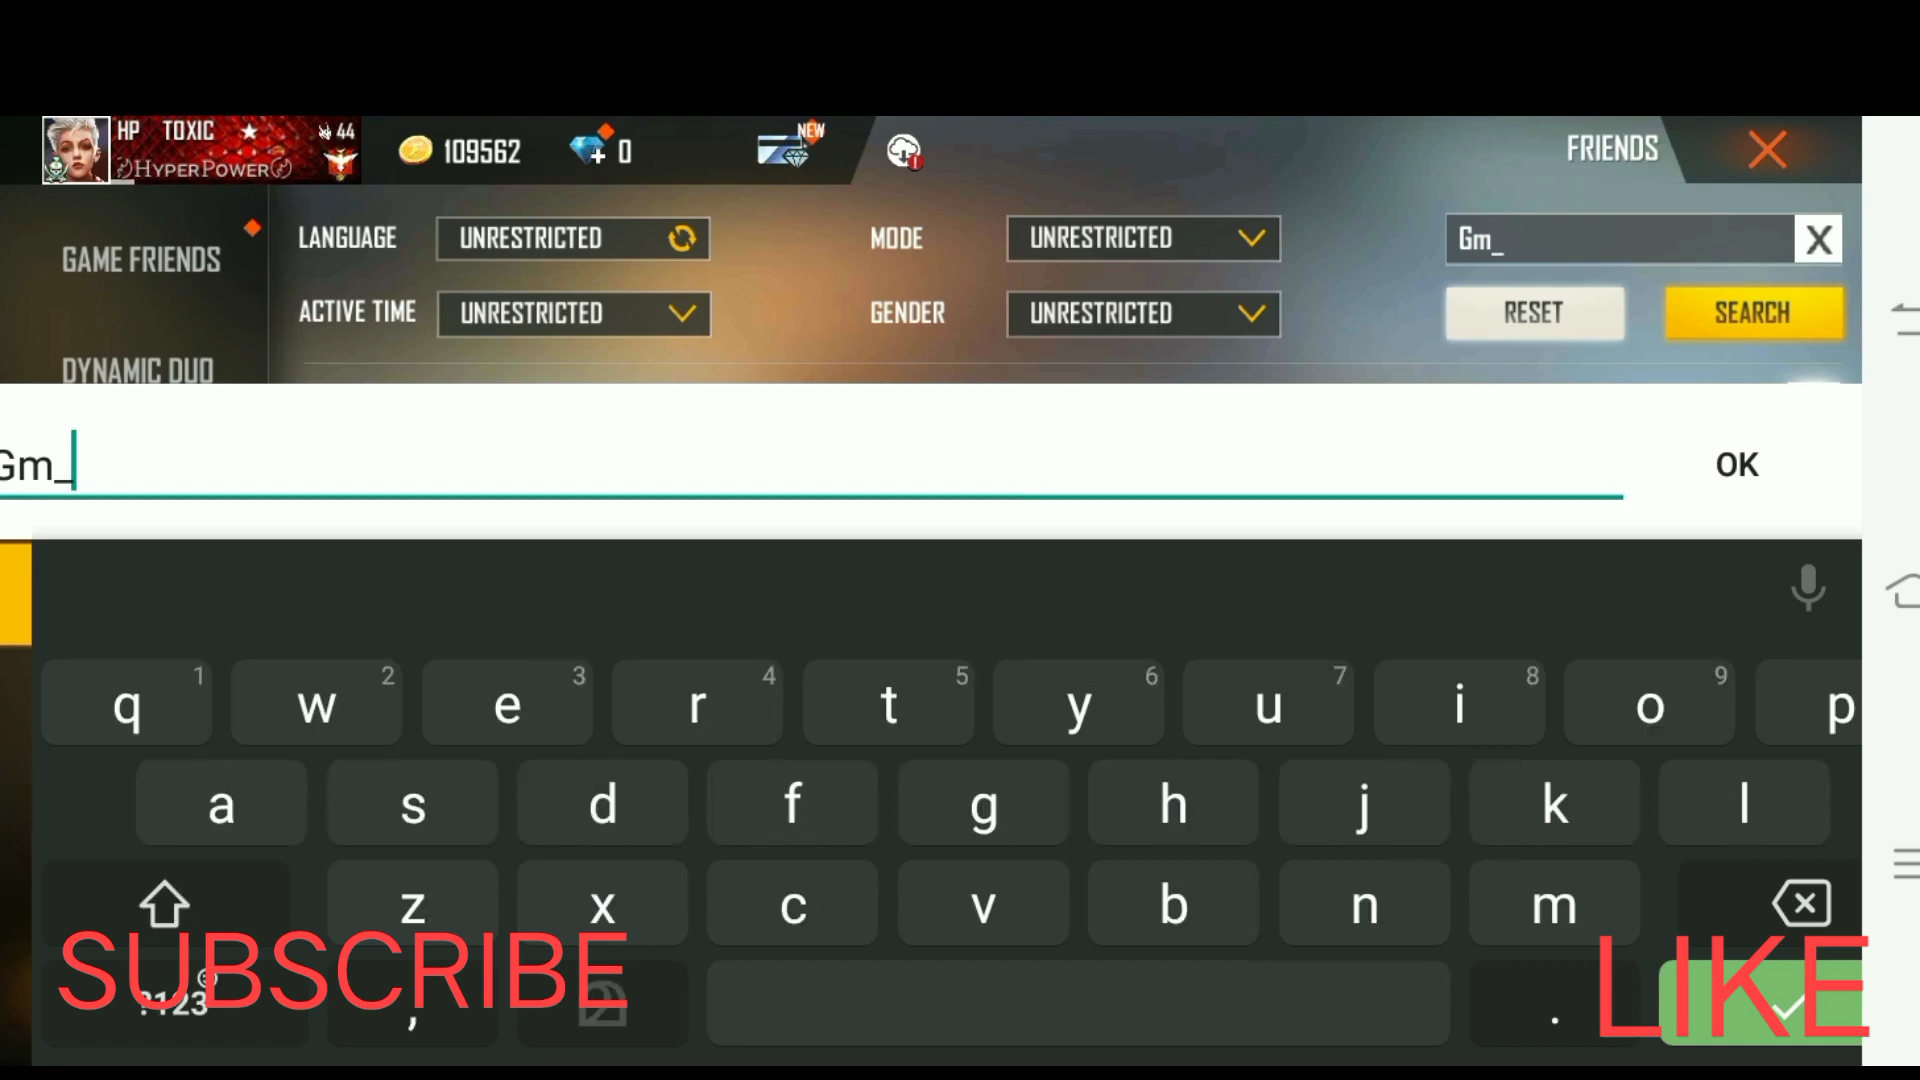 HP TOXIC ★ 44
HYPERPOWER
109562
0
NEW
FRIENDS
GAME FRIENDS
LANGUAGE UNRESTRICTED MODE UNRESTRICTED Gm_ X
ACTIVE TIME UNRESTRICTED GENDER UNRESTRICTED RESET SEARCH
DYNAMIC DUO
Gm_ OK
q 1 w 2 e 3 r 4 t 5 y 6 u 7 i 8 o 9 p
a s d f g h j k l
z x c v b n m
?123 , .
SUBSCRIBE LIKE